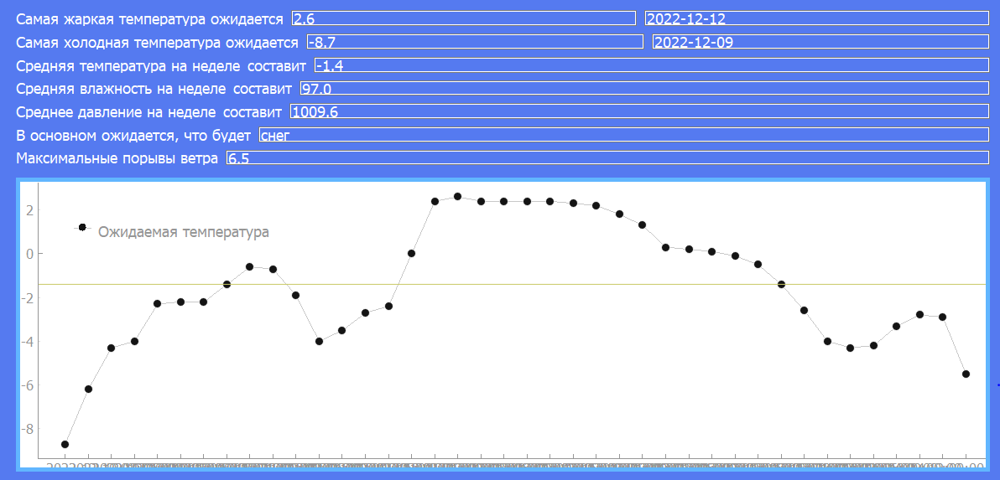 Самая жаркая температура ожидается 2.6 2022-12-12
Самая холодная температура ожидается -8.7 2022-12-09
Средняя температура на неделе составит -1.4
Средняя влажность на неделе составит 97.0
Среднее давление на неделе составит 1009.6
В основном ожидается, что будет снег
Максимальные порывы ветра 6.5
2
Ожидаемая температура
0
-2
-4
-6
-8